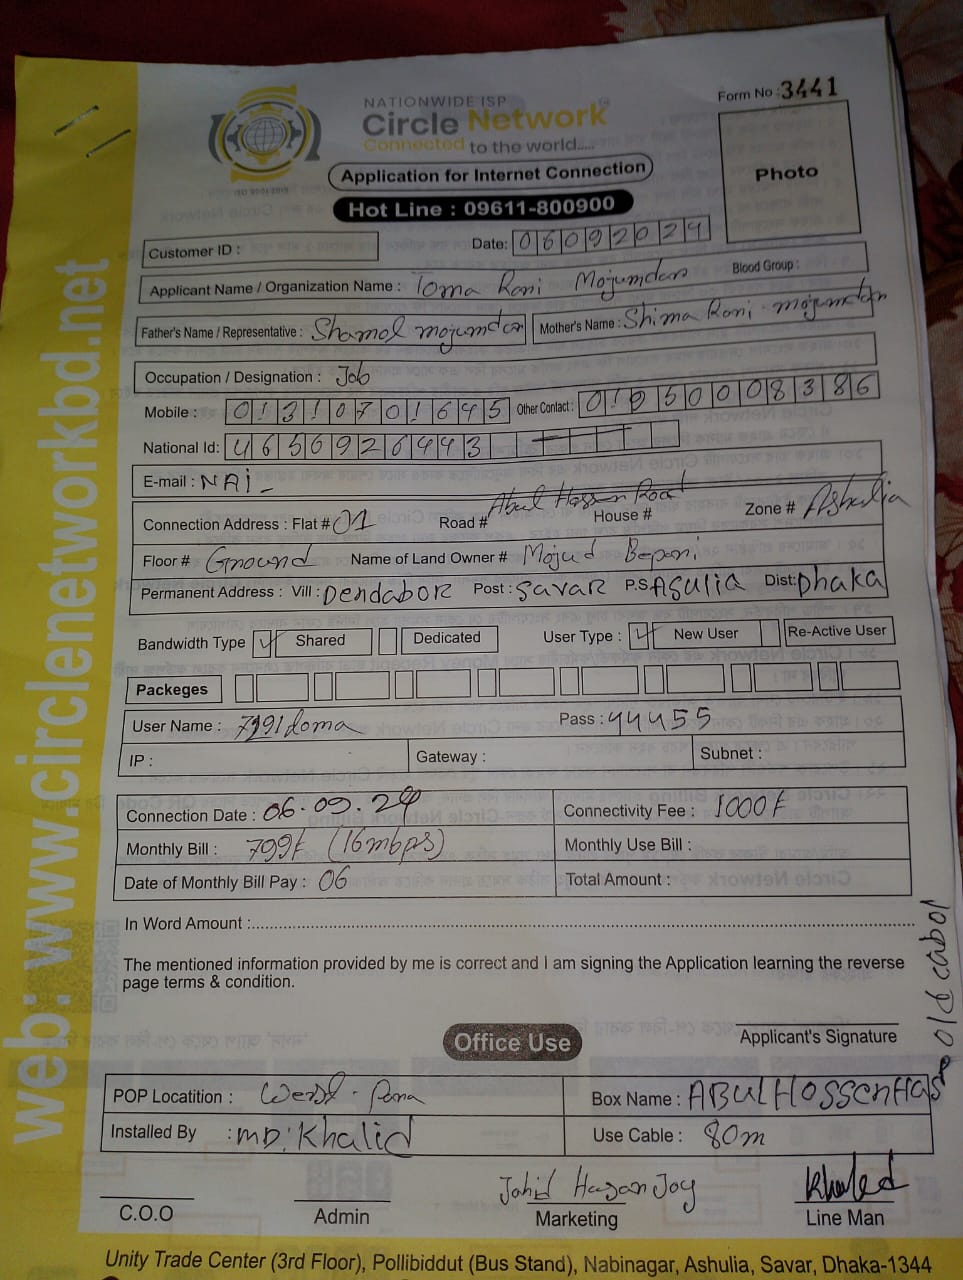 NATIONWIDE ISP
Circle Network
Connected to the world.....
ISO 9001:2015
Form No : 3441
Photo
Application for Internet Connection
Hot Line : 09611-800900
Customer ID :
Date: 06092024
Applicant Name / Organization Name : Toma Rani Mojumdar Blood Group :
Father's Name / Representative : Shamol mojumdar Mother's Name : Shima Rani mojumdar
Occupation / Designation : Job
Mobile : 01310701645 Other Contact : 01950008386
National Id: 4656926443
E-mail : NAi
Connection Address : Flat # 01 Road # Abul Hossen Road House # Zone # Ashulia
Floor # Ground Name of Land Owner # Mojud Bepari
Permanent Address : Vill : Dendabor Post : Savar P.S Asulia Dist: Dhaka
Bandwidth Type Shared Dedicated User Type : New User Re-Active User
Packeges
User Name : Pass : 44455
IP : Gateway : Subnet :
Connection Date : 06.09.24 Connectivity Fee : 1000৳
Monthly Bill : 799৳ (16mbps) Monthly Use Bill :
Date of Monthly Bill Pay : 06 Total Amount :
In Word Amount :
The mentioned information provided by me is correct and I am signing the Application learning the reverse
page terms & condition.
Office Use
Applicant's Signature
old cabol
POP Locatition : Box Name : ABul Hossen
Installed By : MD: Khalid Use Cable : 80m
Jahid Hasan Joy Khaled
C.O.O Admin Marketing Line Man
Unity Trade Center (3rd Floor), Pollibiddut (Bus Stand), Nabinagar, Ashulia, Savar, Dhaka-1344
web: www.circlenetworkbd.net